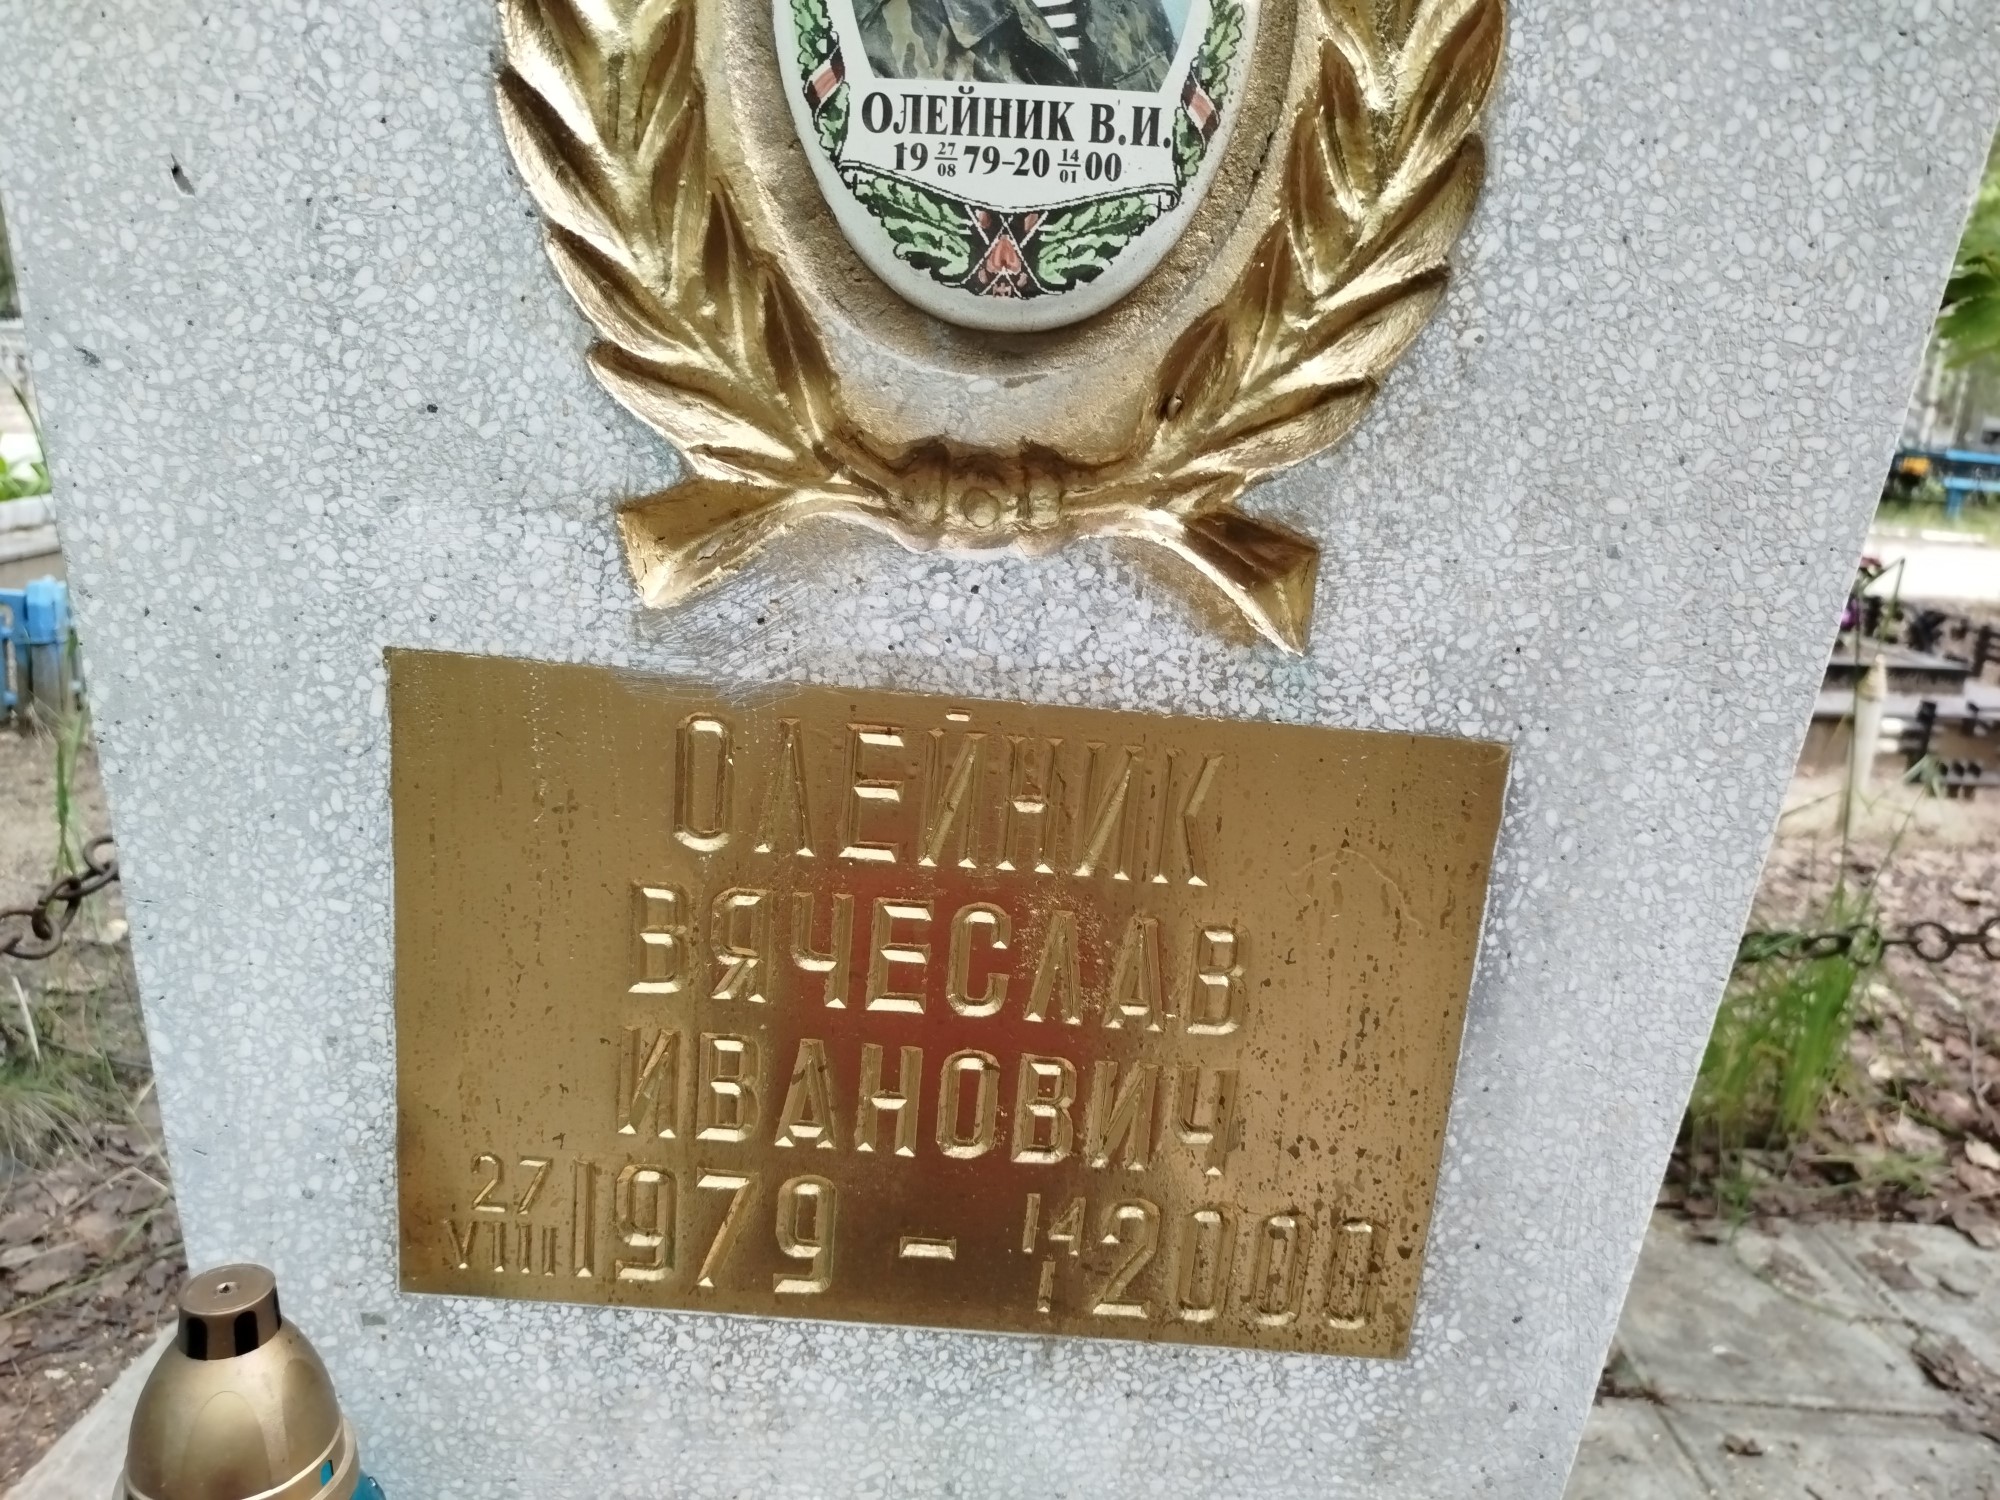 ОЛЕЙНИК В.И.
19 27/08 79-20 14/01 00
ОЛЕЙНИК
ВЯЧЕСЛАВ
ИВАНОВИЧ
27/VIII 1979 - 14/I 2000